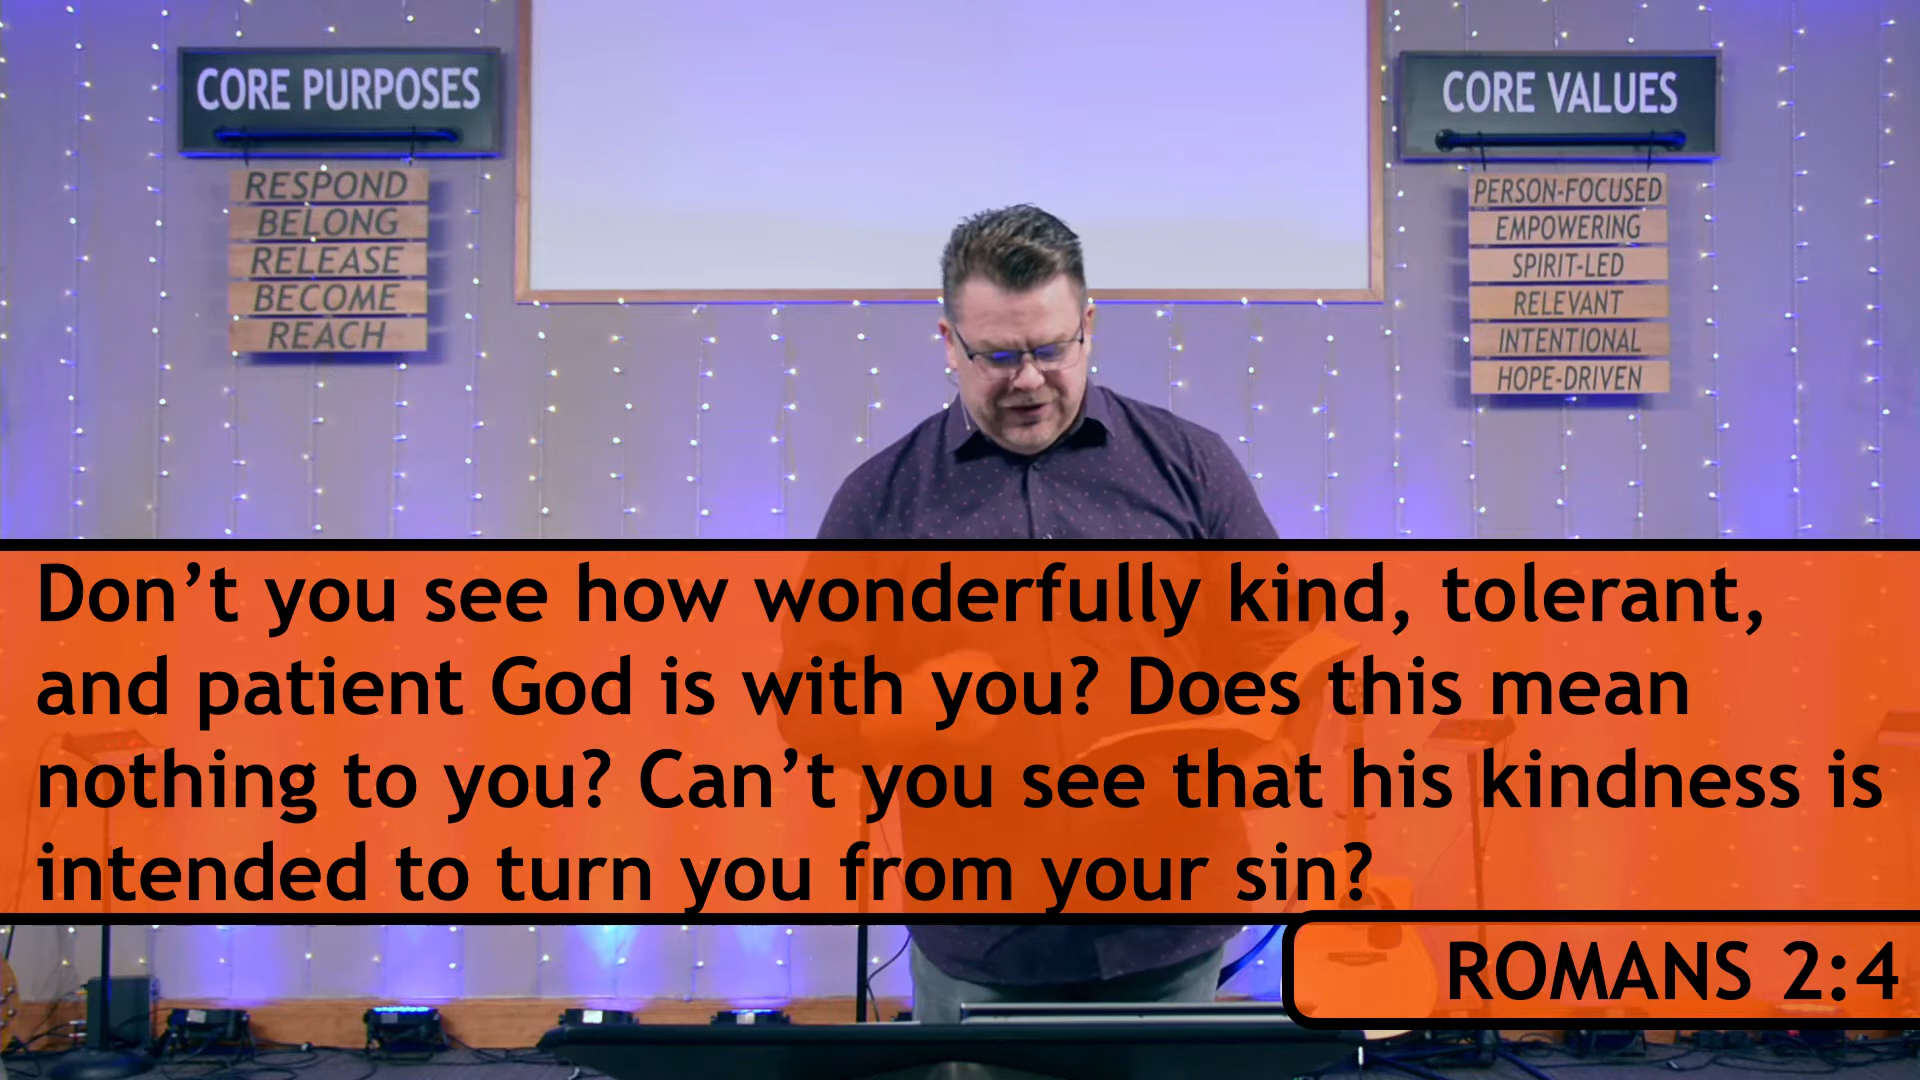 CORE PURPOSES
RESPOND
BELONG
RELEASE
BECOME
REACH
CORE VALUES
PERSON-FOCUSED
EMPOWERING
SPIRIT-LED
RELEVANT
INTENTIONAL
HOPE-DRIVEN
Don’t you see how wonderfully kind, tolerant,
and patient God is with you? Does this mean
nothing to you? Can’t you see that his kindness is
intended to turn you from your sin?
ROMANS 2:4